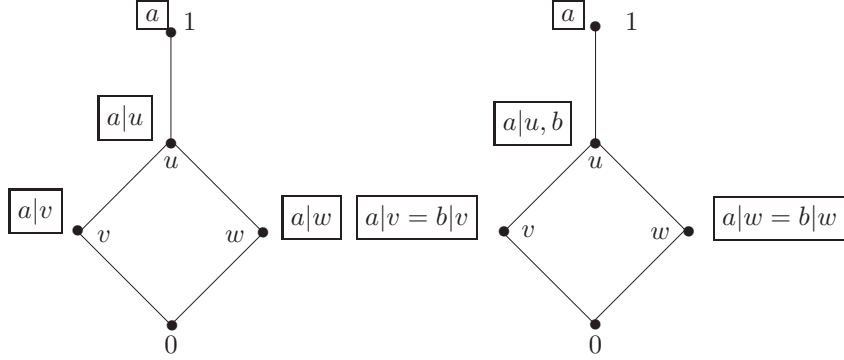 a 1
a|u
u
a|v
v
w
a|w
0
a 1
a|u, b
u
a|v = b|v
v
w
a|w = b|w
0